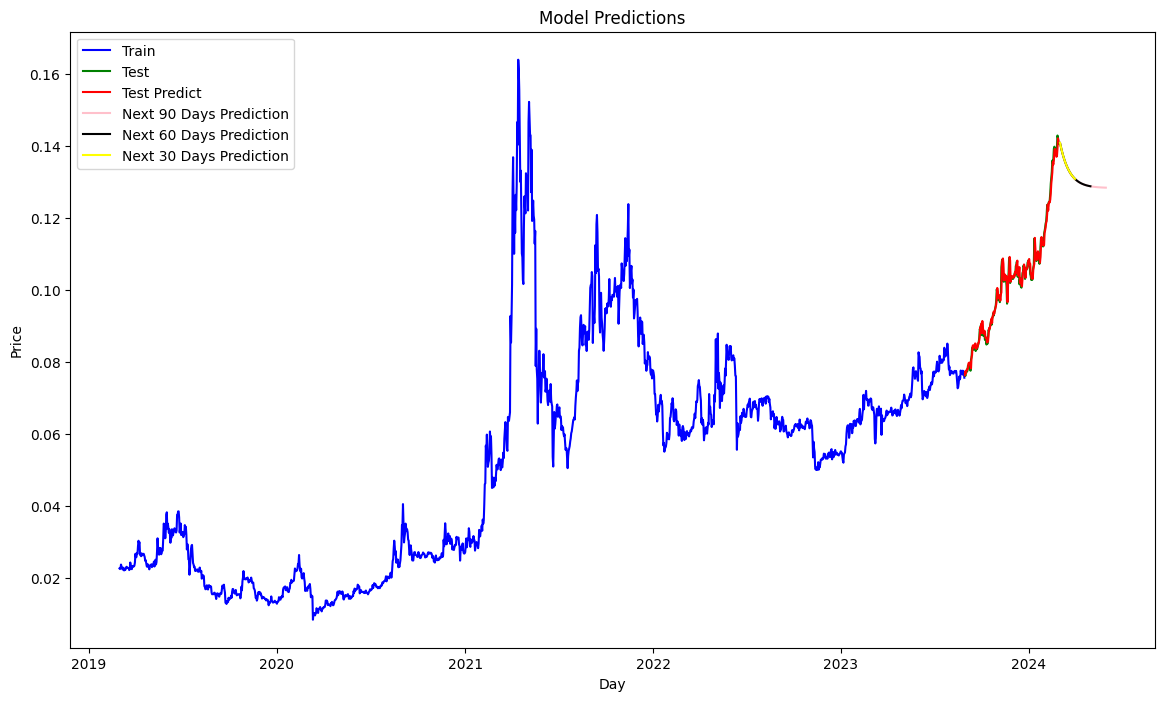 Model Predictions
Train
Test
Test Predict
Next 90 Days Prediction
Next 60 Days Prediction
Next 30 Days Prediction
Price
0.16
0.14
0.12
0.10
0.08
0.06
0.04
0.02
2019 2020 2021 2022 2023 2024
Day